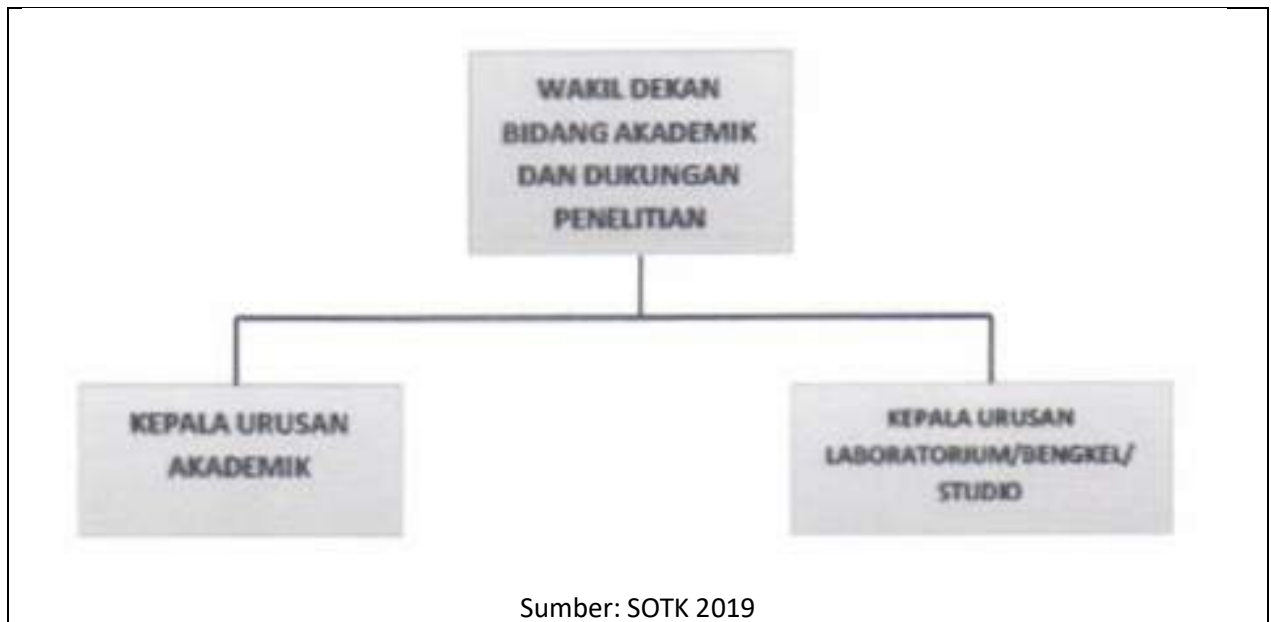 WAKIL DEKAN
BIDANG AKADEMIK
DAN DUKUNGAN
PENELITIAN
KEPALA URUSAN
AKADEMIK
KEPALA URUSAN
LABORATORIUM/BENGKEL/
STUDIO
Sumber: SOTK 2019